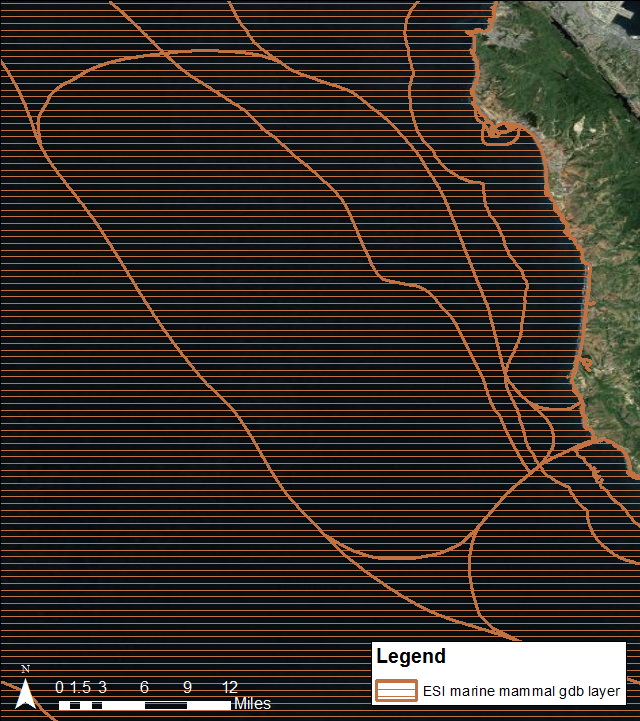 Legend
ESI marine mammal gdb layer
N
0 1.5 3 6 9 12
Miles